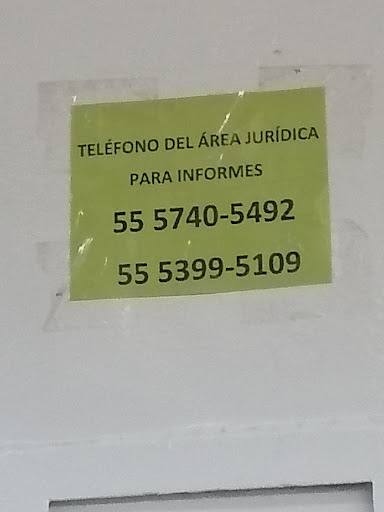 TELÉFONO DEL ÁREA JURÍDICA
PARA INFORMES
55 5740-5492
55 5399-5109